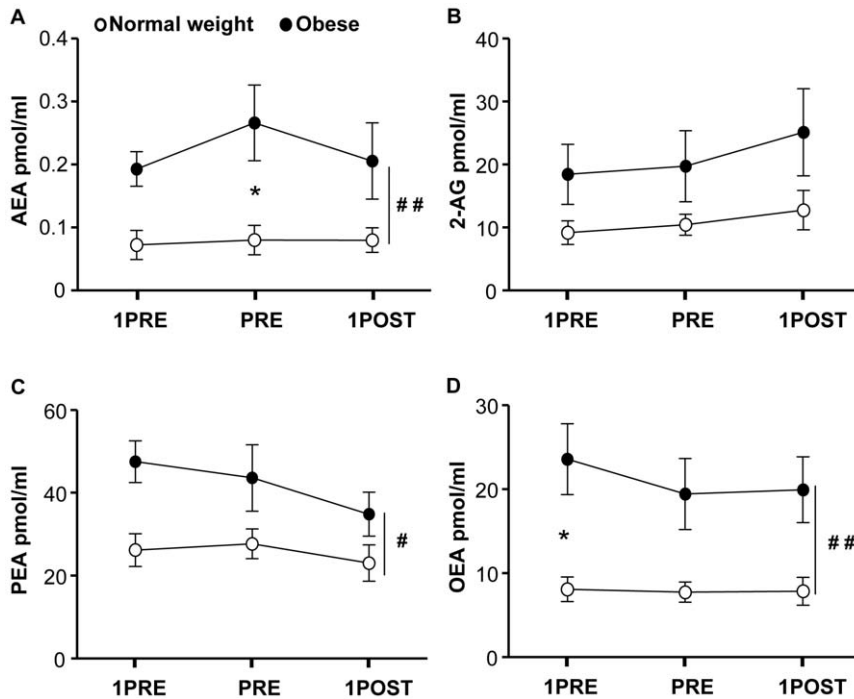 A
○ Normal weight ● Obese
AEA pmol/ml
0.4
0.3
0.2
0.1
0
*
# #
1PRE PRE 1POST
B
2-AG pmol/ml
40
30
20
10
0
1PRE PRE 1POST
C
PEA pmol/ml
60
40
20
0
#
1PRE PRE 1POST
D
OEA pmol/ml
30
20
10
0
*
# #
1PRE PRE 1POST